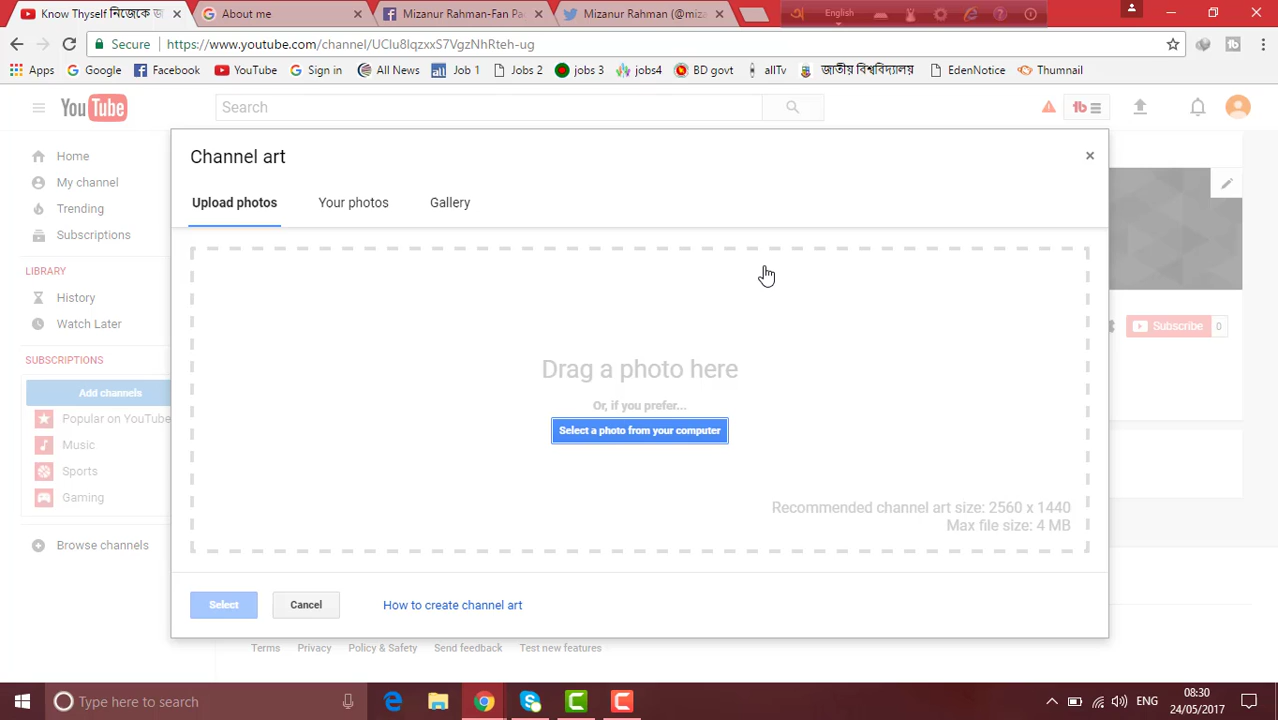 Know Thyself নিজেকে জ
About me
Mizanur Rahman-Fan Pa
Mizanur Rahman (@miza
English
Secure https://www.youtube.com/channel/UClu8IqzxxS7VgzNhRteh-ug
Apps Google Facebook YouTube Sign in All News Job 1 Jobs 2 jobs 3 jobs4 BD govt allTv জাতীয় বিশ্ববিদ্যালয় EdenNotice Thumnail
YouTube Search
Channel art
Upload photos Your photos Gallery
Home
My channel
Trending
Subscriptions
LIBRARY
History
Watch Later
SUBSCRIPTIONS
Add channels
Popular on YouTube
Music
Sports
Gaming
Browse channels
Subscribe 0
Drag a photo here
Or, if you prefer...
Select a photo from your computer
Recommended channel art size: 2560 x 1440
Max file size: 4 MB
Select Cancel How to create channel art
Terms Privacy Policy & Safety Send feedback Test new features
Type here to search
ENG
08:30
24/05/2017